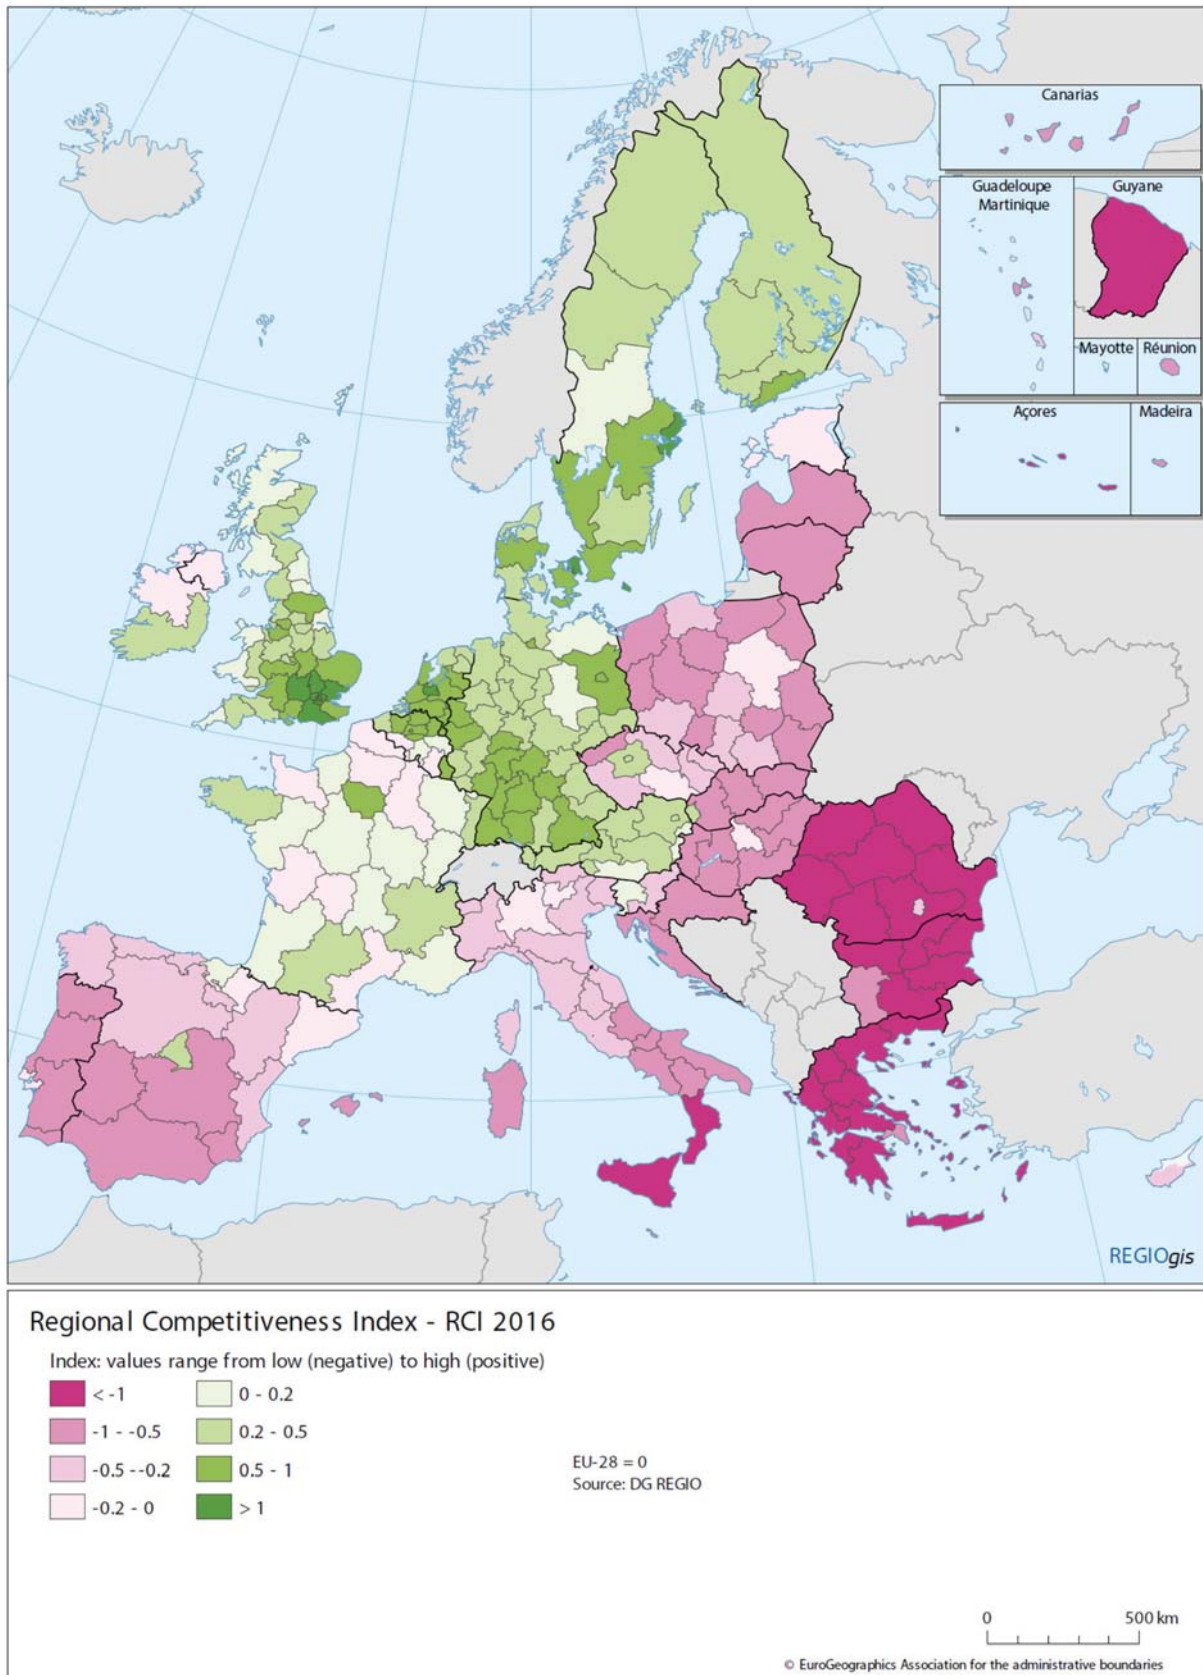 Canarias
Guadeloupe
Martinique
Guyane
Mayotte
Réunion
Açores
Madeira
REGIOgis
Regional Competitiveness Index - RCI 2016
Index: values range from low (negative) to high (positive)
< -1
-1 - -0.5
-0.5 --0.2
-0.2 - 0
0 - 0.2
0.2 - 0.5
0.5 - 1
> 1
EU-28 = 0
Source: DG REGIO
0 500 km
© EuroGeographics Association for the administrative boundaries